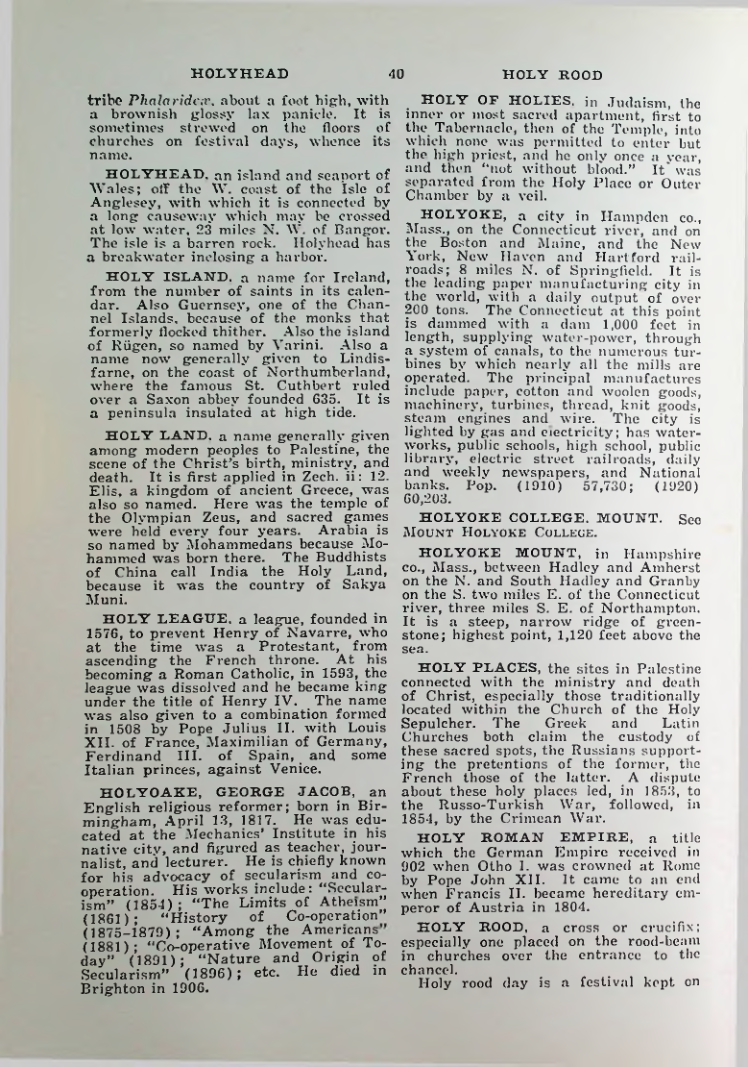 HOLYHEAD 40 HOLY ROOD
tribe Phalarideæ, about a foot high, with
a brownish glossy lax panicle. It is
sometimes strewed on the floors of
churches on festival days, whence its
name.
HOLYHEAD, an island and seaport of
Wales; off the W. coast of the Isle of
Anglesey, with which it is connected by
a long causeway which may be crossed
at low water, 23 miles N. W. of Bangor.
The isle is a barren rock. Holyhead has
a breakwater inclosing a harbor.
HOLY ISLAND, a name for Ireland,
from the number of saints in its calen-
dar. Also Guernsey, one of the Chan-
nel Islands, because of the monks that
formerly flocked thither. Also the island
of Rügen, so named by Varini. Also a
name now generally given to Lindis-
farne, on the coast of Northumberland,
where the famous St. Cuthbert ruled
over a Saxon abbey founded 635. It is
a peninsula insulated at high tide.
HOLY LAND, a name generally given
among modern peoples to Palestine, the
scene of the Christ's birth, ministry, and
death. It is first applied in Zech. ii: 12.
Elis, a kingdom of ancient Greece, was
also so named. Here was the temple of
the Olympian Zeus, and sacred games
were held every four years. Arabia is
so named by Mohammedans because Mo-
hammed was born there. The Buddhists
of China call India the Holy Land,
because it was the country of Sakya
Muni.
HOLY LEAGUE, a league, founded in
1576, to prevent Henry of Navarre, who
at the time was a Protestant, from
ascending the French throne. At his
becoming a Roman Catholic, in 1593, the
league was dissolved and he became king
under the title of Henry IV. The name
was also given to a combination formed
in 1508 by Pope Julius II. with Louis
XII. of France, Maximilian of Germany,
Ferdinand III. of Spain, and some
Italian princes, against Venice.
HOLYOAKE, GEORGE JACOB, an
English religious reformer; born in Bir-
mingham, April 13, 1817. He was edu-
cated at the Mechanics' Institute in his
native city, and figured as teacher, jour-
nalist, and lecturer. He is chiefly known
for his advocacy of secularism and co-
operation. His works include: "Secular-
ism" (1854); "The Limits of Atheism"
(1861); "History of Co-operation"
(1875-1879); "Among the Americans"
(1881); "Co-operative Movement of To-
day" (1891); "Nature and Origin of
Secularism" (1896); etc. He died in
Brighton in 1906.
HOLY OF HOLIES, in Judaism, the
inner or most sacred apartment, first to
the Tabernacle, then of the Temple, into
which none was permitted to enter but
the high priest, and he only once a year,
and then "not without blood." It was
separated from the Holy Place or Outer
Chamber by a veil.
HOLYOKE, a city in Hampden co.,
Mass., on the Connecticut river, and on
the Boston and Maine, and the New
York, New Haven and Hartford rail-
roads; 8 miles N. of Springfield. It is
the leading paper manufacturing city in
the world, with a daily output of over
200 tons. The Connecticut at this point
is dammed with a dam 1,000 feet in
length, supplying water-power, through
a system of canals, to the numerous tur-
bines by which nearly all the mills are
operated. The principal manufactures
include paper, cotton and woolen goods,
machinery, turbines, thread, knit goods,
steam engines and wire. The city is
lighted by gas and electricity; has water-
works, public schools, high school, public
library, electric street railroads, daily
and weekly newspapers, and National
banks. Pop. (1910) 57,730; (1920)
60,203.
HOLYOKE COLLEGE, MOUNT. See
MOUNT HOLYOKE COLLEGE.
HOLYOKE MOUNT, in Hampshire
co., Mass., between Hadley and Amherst
on the N. and South Hadley and Granby
on the S. two miles E. of the Connecticut
river, three miles S. E. of Northampton.
It is a steep, narrow ridge of green-
stone; highest point, 1,120 feet above the
sea.
HOLY PLACES, the sites in Palestine
connected with the ministry and death
of Christ, especially those traditionally
located within the Church of the Holy
Sepulcher. The Greek and Latin
Churches both claim the custody of
these sacred spots, the Russians support-
ing the pretentions of the former, the
French those of the latter. A dispute
about these holy places led, in 1853, to
the Russo-Turkish War, followed, in
1854, by the Crimean War.
HOLY ROMAN EMPIRE, a title
which the German Empire received in
902 when Otho I. was crowned at Rome
by Pope John XII. It came to an end
when Francis II. became hereditary em-
peror of Austria in 1804.
HOLY ROOD, a cross or crucifix;
especially one placed on the rood-beam
in churches over the entrance to the
chancel.
Holy rood day is a festival kept on